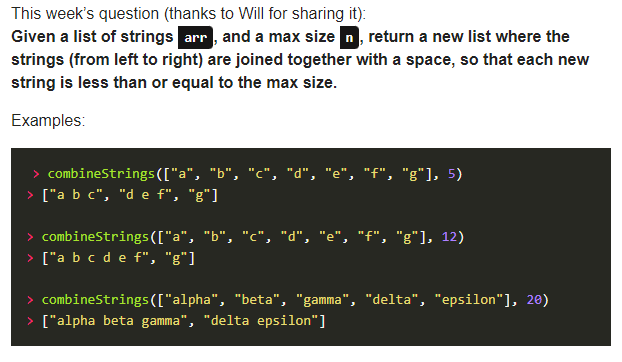 This week's question (thanks to Will for sharing it):
Given a list of strings arr, and a max size n, return a new list where the
strings (from left to right) are joined together with a space, so that each new
string is less than or equal to the max size.
Examples:
> combineStrings(["a", "b", "c", "d", "e", "f", "g"], 5)
> ["a b c", "d e f", "g"]
> combineStrings(["a", "b", "c", "d", "e", "f", "g"], 12)
> ["a b c d e f", "g"]
> combineStrings(["alpha", "beta", "gamma", "delta", "epsilon"], 20)
> ["alpha beta gamma", "delta epsilon"]